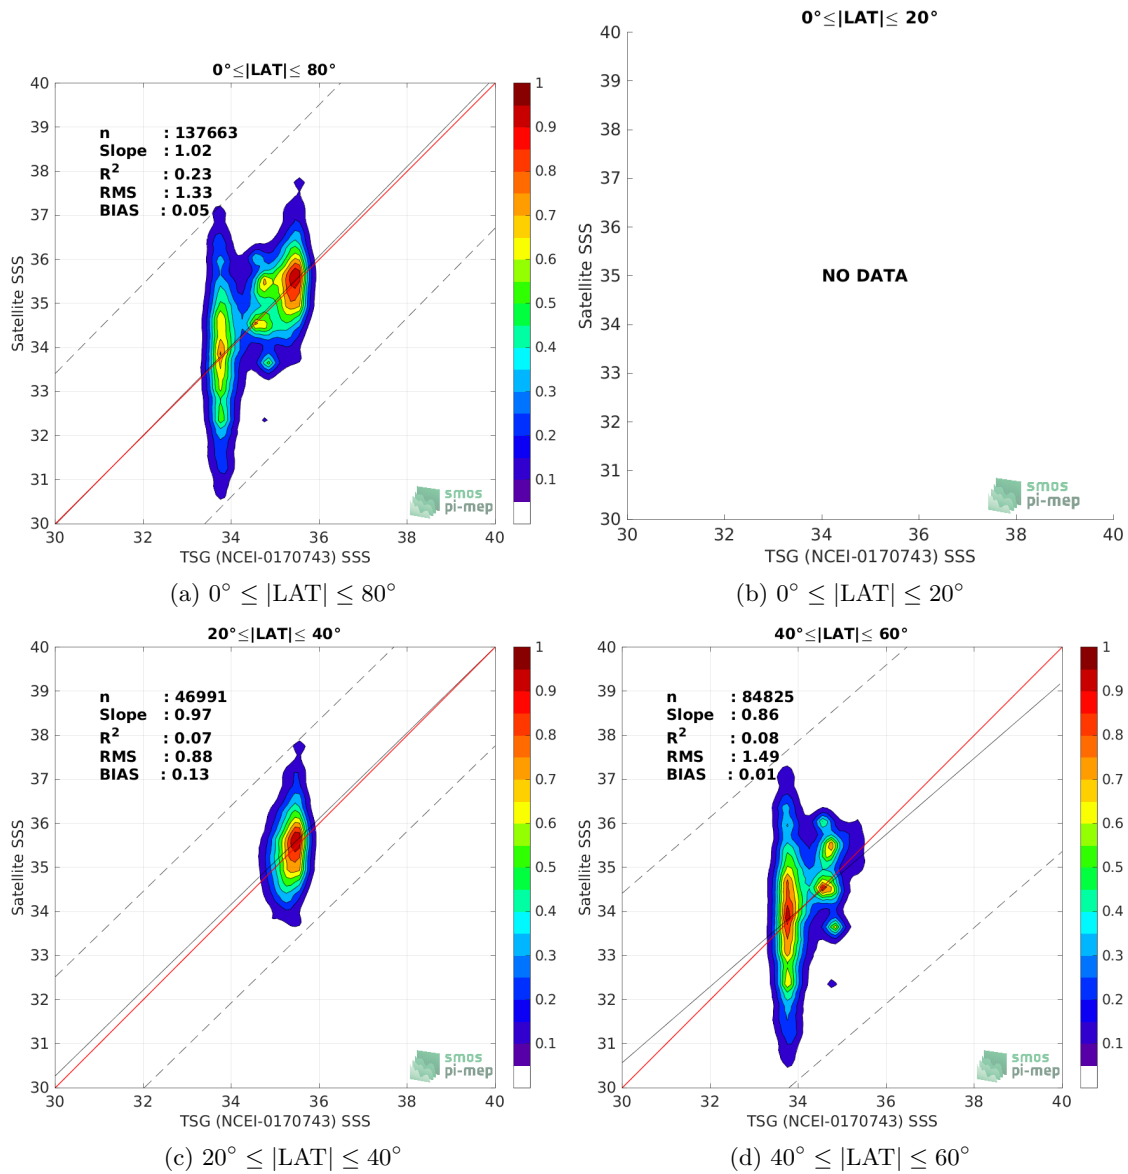 0°≤|LAT|≤ 80°
n : 137663
Slope : 1.02
R² : 0.23
RMS : 1.33
BIAS : 0.05
Satellite SSS
40
39
38
37
36
35
34
33
32
31
30
30 32 34 36 38 40
TSG (NCEI-0170743) SSS
1
0.9
0.8
0.7
0.6
0.5
0.4
0.3
0.2
0.1
smos
pi-mep
(a) 0° ≤ |LAT| ≤ 80°
0°≤|LAT|≤ 20°
NO DATA
Satellite SSS
40
39
38
37
36
35
34
33
32
31
30
30 32 34 36 38 40
TSG (NCEI-0170743) SSS
smos
pi-mep
(b) 0° ≤ |LAT| ≤ 20°
20°≤|LAT|≤ 40°
n : 46991
Slope : 0.97
R² : 0.07
RMS : 0.88
BIAS : 0.13
Satellite SSS
40
39
38
37
36
35
34
33
32
31
30
30 32 34 36 38 40
TSG (NCEI-0170743) SSS
1
0.9
0.8
0.7
0.6
0.5
0.4
0.3
0.2
0.1
smos
pi-mep
(c) 20° ≤ |LAT| ≤ 40°
40°≤|LAT|≤ 60°
n : 84825
Slope : 0.86
R² : 0.08
RMS : 1.49
BIAS : 0.01
Satellite SSS
40
39
38
37
36
35
34
33
32
31
30
30 32 34 36 38 40
TSG (NCEI-0170743) SSS
1
0.9
0.8
0.7
0.6
0.5
0.4
0.3
0.2
0.1
smos
pi-mep
(d) 40° ≤ |LAT| ≤ 60°